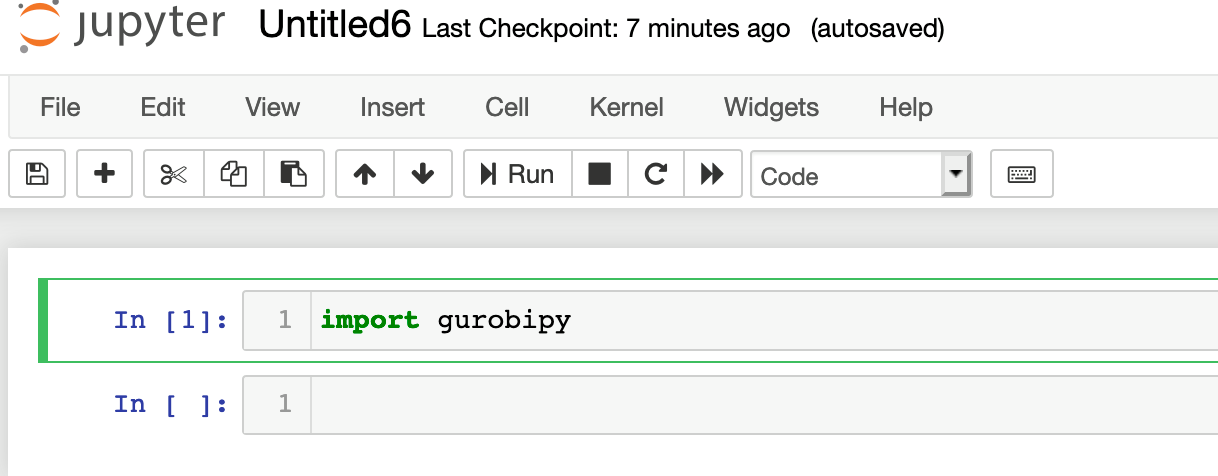 jupyter Untitled6 Last Checkpoint: 7 minutes ago (autosaved)
File Edit View Insert Cell Kernel Widgets Help
Run Code
In [1]: 1 import gurobipy
In [ ]: 1